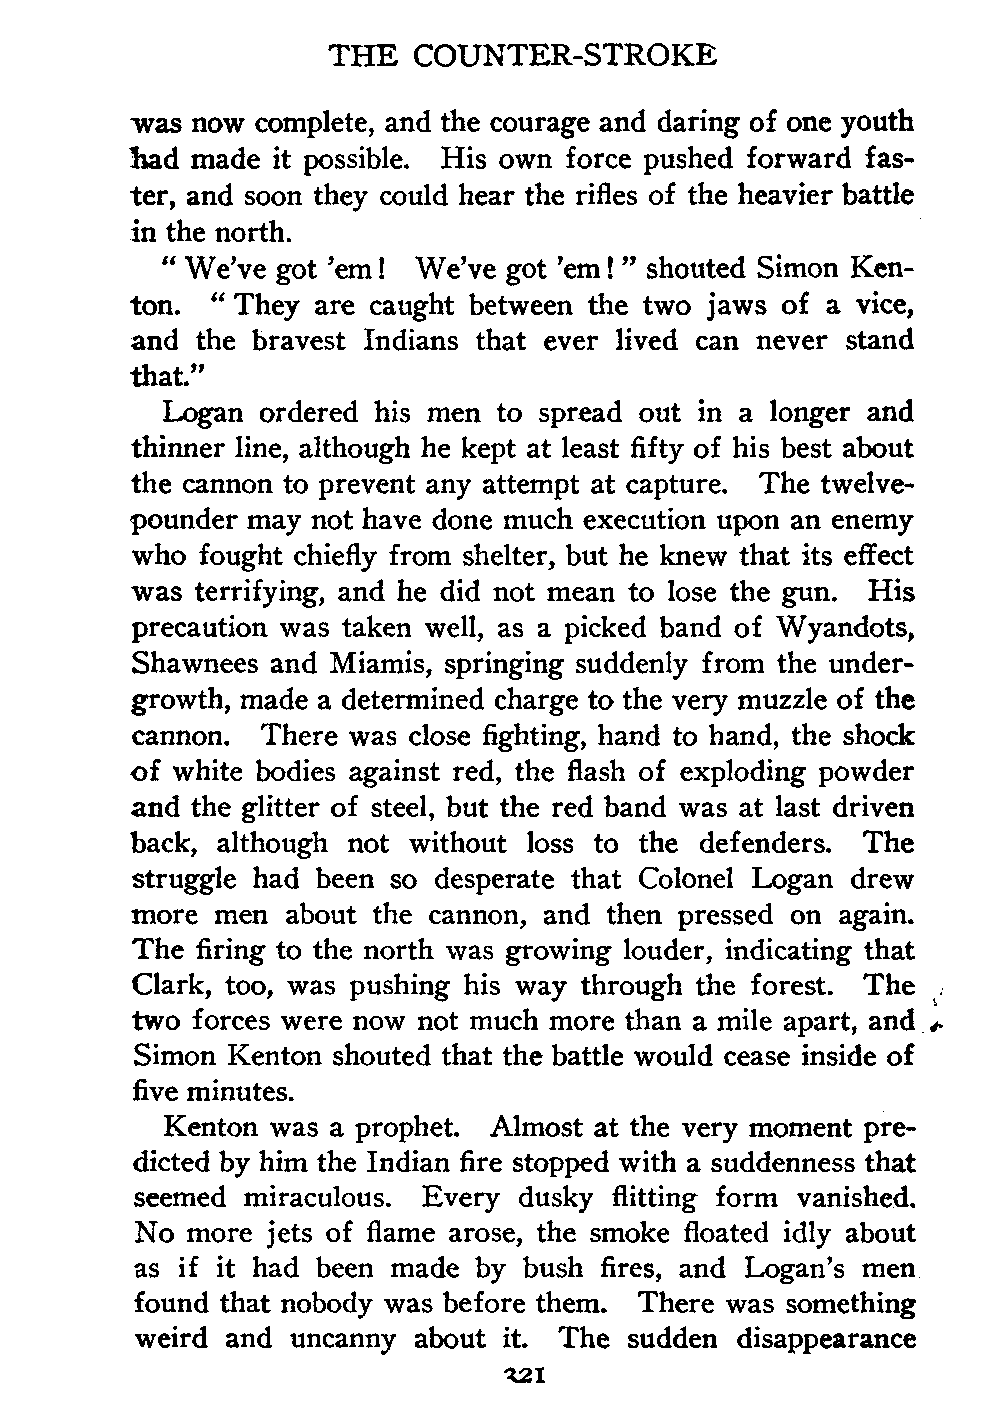 THE COUNTER-STROKE
was now complete, and the courage and daring of one youth
had made it possible. His own force pushed forward fas-
ter, and soon they could hear the rifles of the heavier battle
in the north.
“ We’ve got ’em! We’ve got ’em!” shouted Simon Ken-
ton. “ They are caught between the two jaws of a vice,
and the bravest Indians that ever lived can never stand
that.”
Logan ordered his men to spread out in a longer and
thinner line, although he kept at least fifty of his best about
the cannon to prevent any attempt at capture. The twelve-
pounder may not have done much execution upon an enemy
who fought chiefly from shelter, but he knew that its effect
was terrifying, and he did not mean to lose the gun. His
precaution was taken well, as a picked band of Wyandots,
Shawnees and Miamis, springing suddenly from the under-
growth, made a determined charge to the very muzzle of the
cannon. There was close fighting, hand to hand, the shock
of white bodies against red, the flash of exploding powder
and the glitter of steel, but the red band was at last driven
back, although not without loss to the defenders. The
struggle had been so desperate that Colonel Logan drew
more men about the cannon, and then pressed on again.
The firing to the north was growing louder, indicating that
Clark, too, was pushing his way through the forest. The
two forces were now not much more than a mile apart, and
Simon Kenton shouted that the battle would cease inside of
five minutes.
Kenton was a prophet. Almost at the very moment pre-
dicted by him the Indian fire stopped with a suddenness that
seemed miraculous. Every dusky flitting form vanished.
No more jets of flame arose, the smoke floated idly about
as if it had been made by bush fires, and Logan’s men
found that nobody was before them. There was something
weird and uncanny about it. The sudden disappearance
321